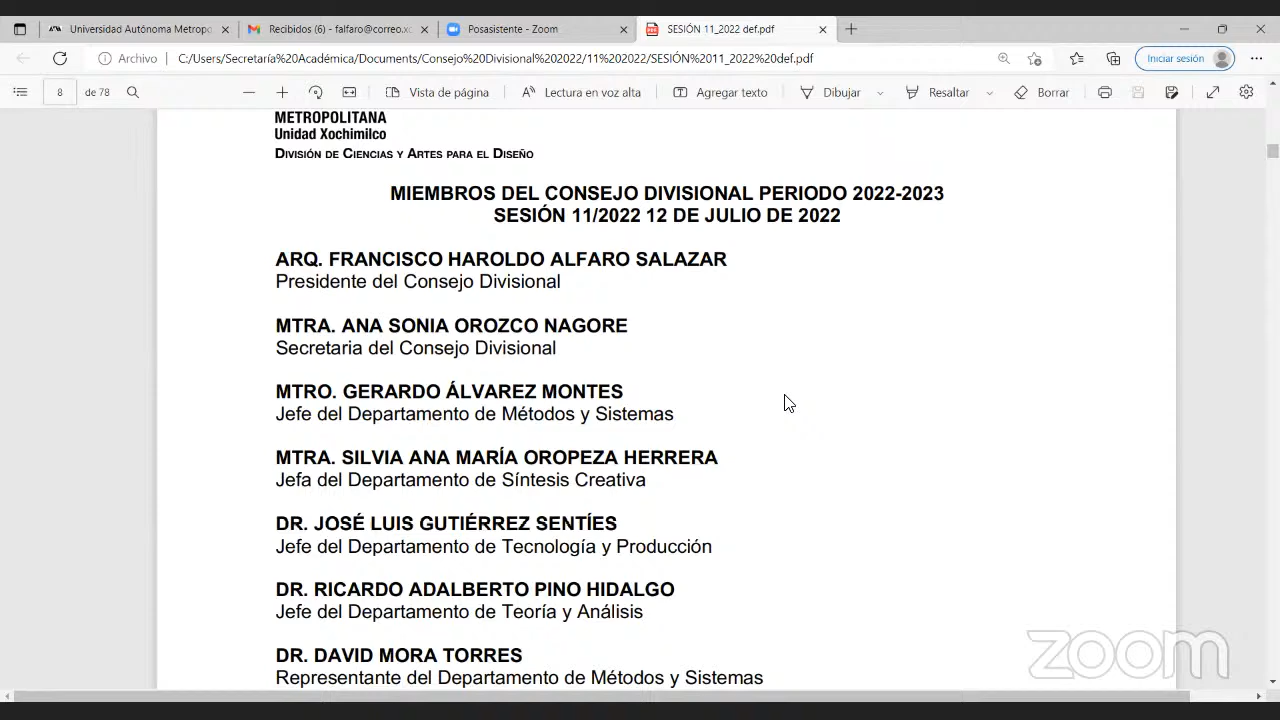 Universidad Autónoma Metropo
Recibidos (6) - falfaro@correo.xo
Posasistente - Zoom
SESIÓN 11_2022 def.pdf
Archivo
C:/Users/Secretaría%20Académica/Documents/Consejo%20Divisional%202022/11%202022/SESIÓN%2011_2022%20def.pdf
Iniciar sesión
8 de 78
Vista de página
Lectura en voz alta
Agregar texto
Dibujar
Resaltar
Borrar
METROPOLITANA
Unidad Xochimilco
DIVISIÓN DE CIENCIAS Y ARTES PARA EL DISEÑO
MIEMBROS DEL CONSEJO DIVISIONAL PERIODO 2022-2023
SESIÓN 11/2022 12 DE JULIO DE 2022
ARQ. FRANCISCO HAROLDO ALFARO SALAZAR
Presidente del Consejo Divisional
MTRA. ANA SONIA OROZCO NAGORE
Secretaria del Consejo Divisional
MTRO. GERARDO ÁLVAREZ MONTES
Jefe del Departamento de Métodos y Sistemas
MTRA. SILVIA ANA MARÍA OROPEZA HERRERA
Jefa del Departamento de Síntesis Creativa
DR. JOSÉ LUIS GUTIÉRREZ SENTÍES
Jefe del Departamento de Tecnología y Producción
DR. RICARDO ADALBERTO PINO HIDALGO
Jefe del Departamento de Teoría y Análisis
DR. DAVID MORA TORRES
Representante del Departamento de Métodos y Sistemas
zoom